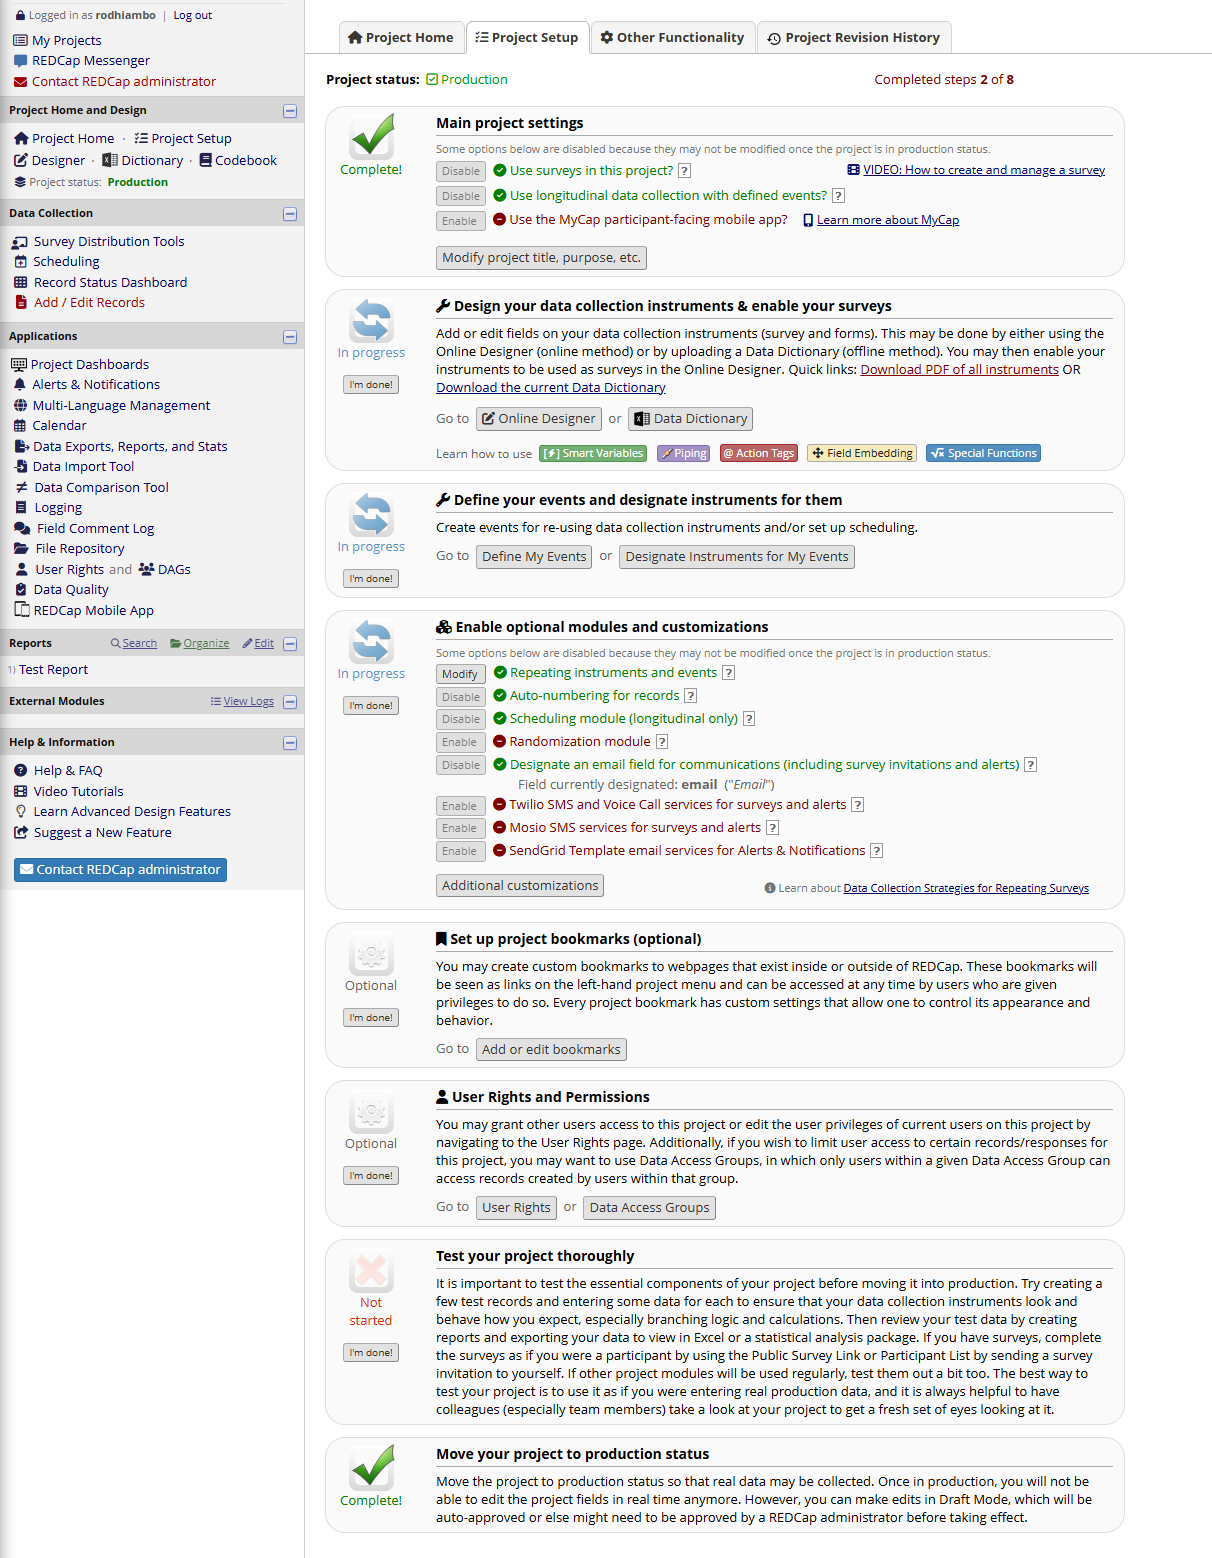 Logged in as rodhiambo | Log out
My Projects
REDCap Messenger
Contact REDCap administrator
Project Home and Design
Project Home · Project Setup
Designer · Dictionary · Codebook
Project status: Production
Data Collection
Survey Distribution Tools
Scheduling
Record Status Dashboard
Add / Edit Records
Applications
Project Dashboards
Alerts & Notifications
Multi-Language Management
Calendar
Data Exports, Reports, and Stats
Data Import Tool
Data Comparison Tool
Logging
Field Comment Log
File Repository
User Rights and DAGs
Data Quality
REDCap Mobile App
Reports Search Organize Edit
1) Test Report
External Modules View Logs
Help & Information
Help & FAQ
Video Tutorials
Learn Advanced Design Features
Suggest a New Feature
Contact REDCap administrator
Project Home Project Setup Other Functionality Project Revision History
Project status: Production Completed steps 2 of 8
Complete!
Main project settings
Some options below are disabled because they may not be modified once the project is in production status.
Disable Use surveys in this project? ? VIDEO: How to create and manage a survey
Disable Use longitudinal data collection with defined events? ?
Enable Use the MyCap participant-facing mobile app? Learn more about MyCap
Modify project title, purpose, etc.
In progress
I'm done!
Design your data collection instruments & enable your surveys
Add or edit fields on your data collection instruments (survey and forms). This may be done by either using the
Online Designer (online method) or by uploading a Data Dictionary (offline method). You may then enable your
instruments to be used as surveys in the Online Designer. Quick links: Download PDF of all instruments OR
Download the current Data Dictionary
Go to Online Designer or Data Dictionary
Learn how to use [⚡] Smart Variables Piping @ Action Tags Field Embedding √x Special Functions
In progress
I'm done!
Define your events and designate instruments for them
Create events for re-using data collection instruments and/or set up scheduling.
Go to Define My Events or Designate Instruments for My Events
In progress
I'm done!
Enable optional modules and customizations
Some options below are disabled because they may not be modified once the project is in production status.
Modify Repeating instruments and events ?
Disable Auto-numbering for records ?
Disable Scheduling module (longitudinal only) ?
Enable Randomization module ?
Disable Designate an email field for communications (including survey invitations and alerts) ?
Field currently designated: email ("Email")
Enable Twilio SMS and Voice Call services for surveys and alerts ?
Enable Mosio SMS services for surveys and alerts ?
Enable SendGrid Template email services for Alerts & Notifications ?
Additional customizations Learn about Data Collection Strategies for Repeating Surveys
Optional
I'm done!
Set up project bookmarks (optional)
You may create custom bookmarks to webpages that exist inside or outside of REDCap. These bookmarks will
be seen as links on the left-hand project menu and can be accessed at any time by users who are given
privileges to do so. Every project bookmark has custom settings that allow one to control its appearance and
behavior.
Go to Add or edit bookmarks
Optional
I'm done!
User Rights and Permissions
You may grant other users access to this project or edit the user privileges of current users on this project by
navigating to the User Rights page. Additionally, if you wish to limit user access to certain records/responses for
this project, you may want to use Data Access Groups, in which only users within a given Data Access Group can
access records created by users within that group.
Go to User Rights or Data Access Groups
Not
started
I'm done!
Test your project thoroughly
It is important to test the essential components of your project before moving it into production. Try creating a
few test records and entering some data for each to ensure that your data collection instruments look and
behave how you expect, especially branching logic and calculations. Then review your test data by creating
reports and exporting your data to view in Excel or a statistical analysis package. If you have surveys, complete
the surveys as if you were a participant by using the Public Survey Link or Participant List by sending a survey
invitation to yourself. If other project modules will be used regularly, test them out a bit too. The best way to
test your project is to use it as if you were entering real production data, and it is always helpful to have
colleagues (especially team members) take a look at your project to get a fresh set of eyes looking at it.
Complete!
Move your project to production status
Move the project to production status so that real data may be collected. Once in production, you will not be
able to edit the project fields in real time anymore. However, you can make edits in Draft Mode, which will be
auto-approved or else might need to be approved by a REDCap administrator before taking effect.